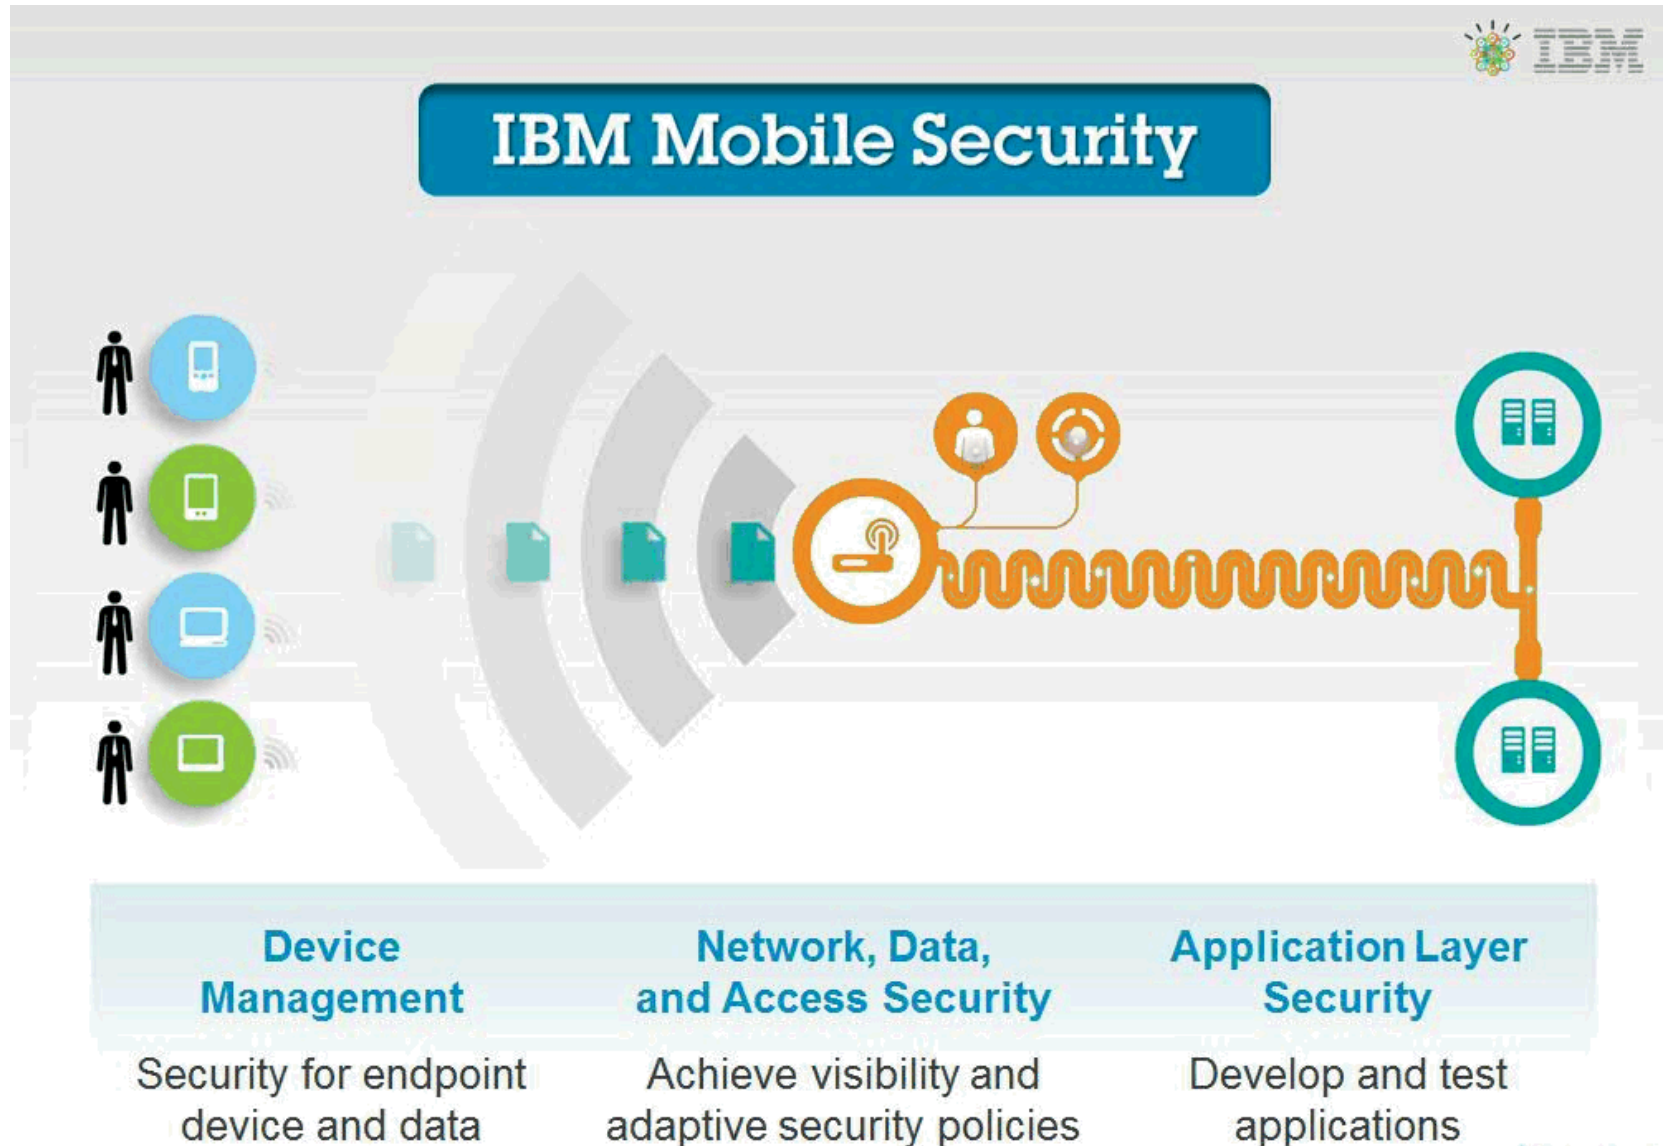 IBM
IBM Mobile Security
Device
Management
Security for endpoint
device and data
Network, Data,
and Access Security
Achieve visibility and
adaptive security policies
Application Layer
Security
Develop and test
applications